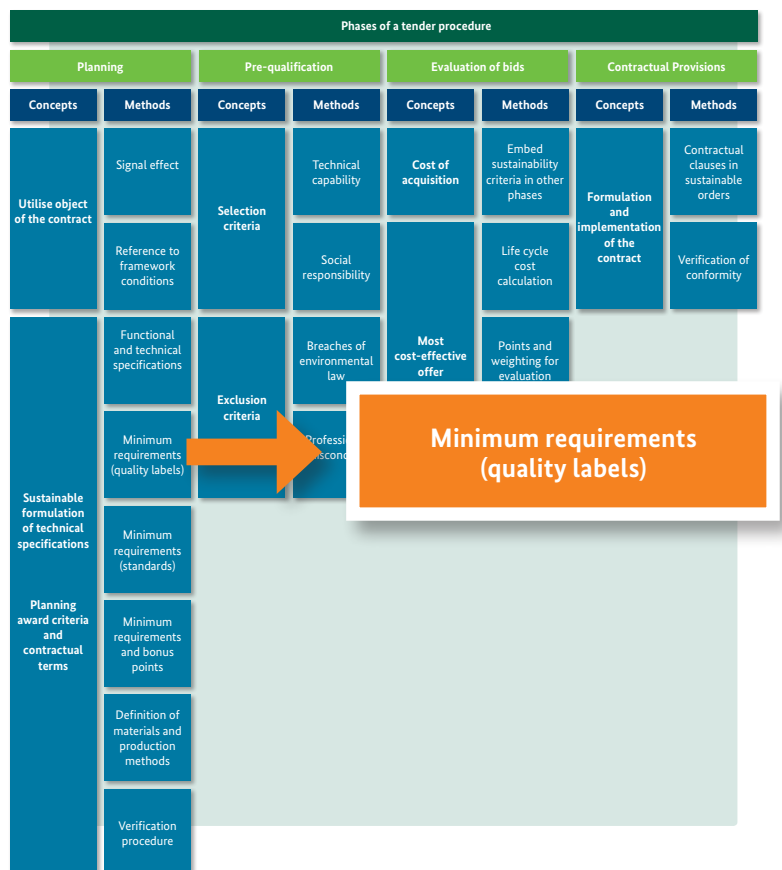 Phases of a tender procedure
Planning
Pre-qualification
Evaluation of bids
Contractual Provisions
Concepts
Methods
Concepts
Methods
Concepts
Methods
Concepts
Methods
Utilise object
of the contract
Signal effect
Reference to
framework
conditions
Sustainable
formulation
of technical
specifications
Planning
award criteria
and
contractual
terms
Functional
and technical
specifications
Minimum
requirements
(quality labels)
Minimum
requirements
(standards)
Minimum
requirements
and bonus
points
Definition of
materials and
production
methods
Verification
procedure
Selection
criteria
Technical
capability
Social
responsibility
Exclusion
criteria
Breaches of
environmental
law
Cost of
acquisition
Embed
sustainability
criteria in other
phases
Most
cost-effective
offer
Life cycle
cost
calculation
Points and
weighting for
evaluation
Formulation
and
implementation
of the
contract
Contractual
clauses in
sustainable
orders
Verification of
conformity
Minimum requirements
(quality labels)